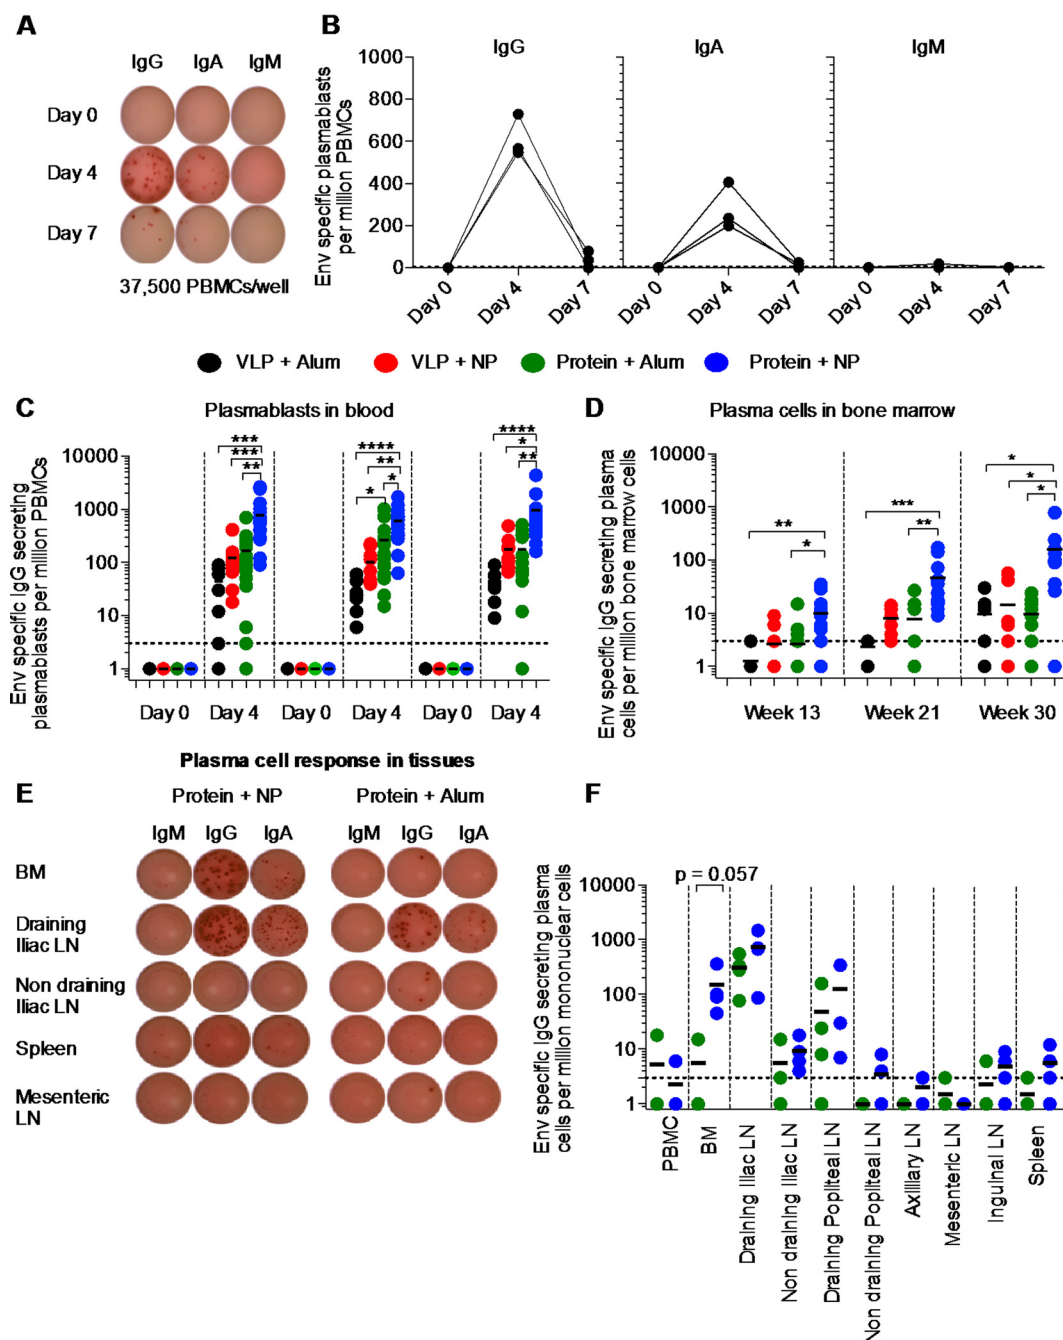 A
IgG IgA IgM
Day 0
Day 4
Day 7
37,500 PBMCs/well
B
IgG IgA IgM
Env specific plasmablasts
per million PBMCs
1000
800
600
400
200
0
Day 0 Day 4 Day 7 Day 0 Day 4 Day 7 Day 0 Day 4 Day 7
VLP + Alum VLP + NP Protein + Alum Protein + NP
C
Plasmablasts in blood
Env specific IgG secreting
plasmablasts per million PBMCs
10000
1000
100
10
1
*** *** ** **** ** * * **** * **
Day 0 Day 4 Day 0 Day 4 Day 0 Day 4
D
Plasma cells in bone marrow
Env specific IgG secreting plasma
cells per million bone marrow cells
10000
1000
100
10
1
** * *** ** * * *
Week 13 Week 21 Week 30
Plasma cell response in tissues
E
Protein + NP Protein + Alum
IgM IgG IgA IgM IgG IgA
BM
Draining
Iliac LN
Non draining
Iliac LN
Spleen
Mesenteric
LN
F
Env specific IgG secreting plasma
cells per million mononuclear cells
p = 0.057
10000
1000
100
10
1
PBMC
BM
Draining Iliac LN
Non draining Iliac LN
Draining Popliteal LN
Non draining Popliteal LN
Axillary LN
Mesenteric LN
Inguinal LN
Spleen